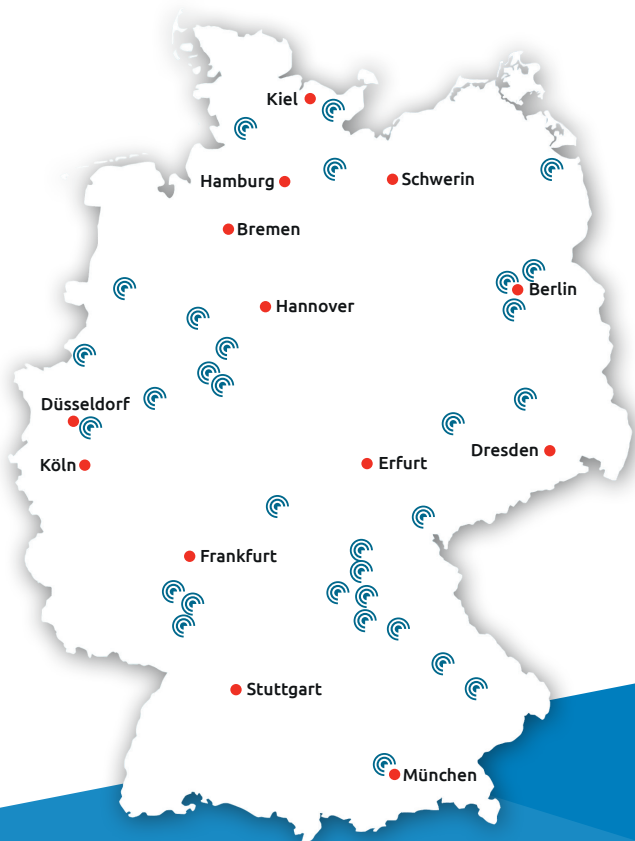 Kiel
Hamburg
Schwerin
Bremen
Berlin
Hannover
Düsseldorf
Dresden
Köln
Erfurt
Frankfurt
Stuttgart
München